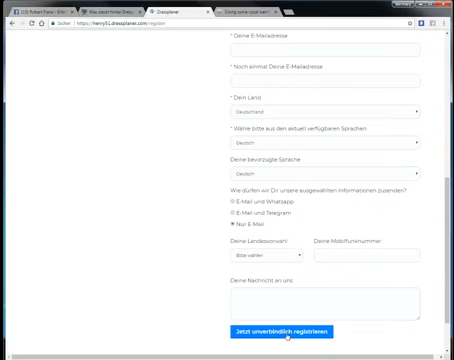 Dressplaner
Sicher
https://henry51.dressplaner.com/register
* Deine E-Mailadresse
* Noch einmal Deine E-Mailadresse
* Dein Land
Deutschland
* Wähle bitte aus den aktuell verfügbaren Sprachen
Deutsch
Deine bevorzugte Sprache
Deutsch
Wie dürfen wir Dir unsere ausgewählten Informationen zusenden?
E-Mail und Whatsapp
E-Mail und Telegram
Nur E-Mail
Deine Landesvorwahl
Deine Mobilfunknummer
Bitte wählen
Deine Nachricht an uns
Jetzt unverbindlich registrieren